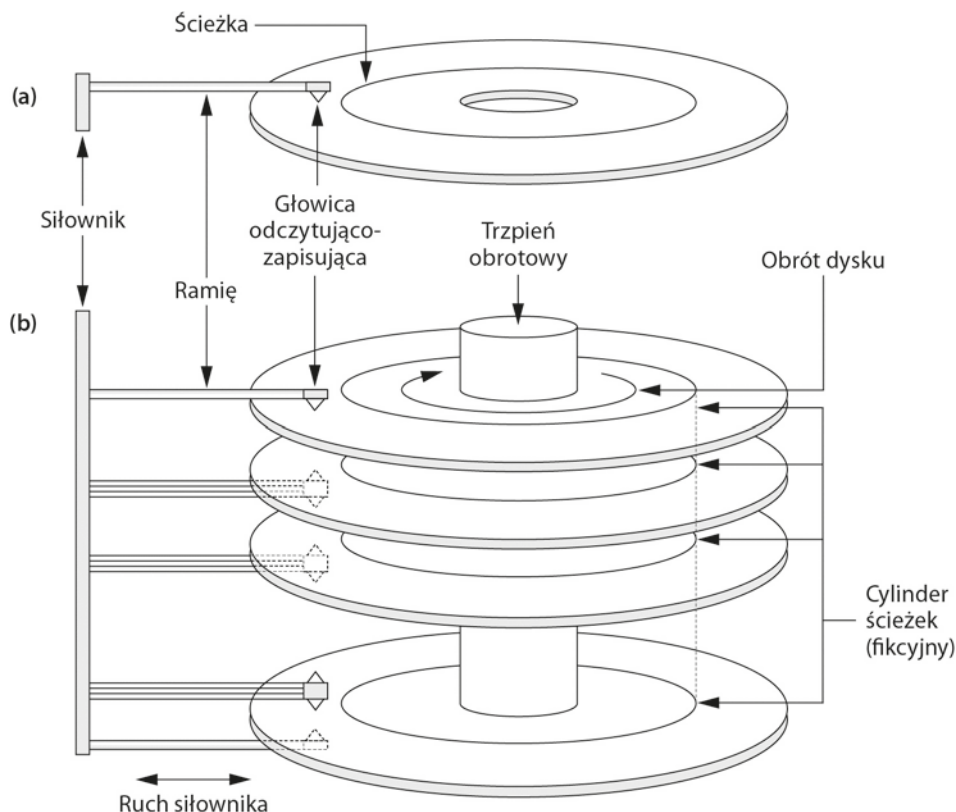 Ścieżka
(a)
Siłownik
Głowica
odczytująco-
zapisująca
Trzpień
obrotowy
Obrót dysku
Ramię
(b)
Cylinder
ścieżek
(fikcyjny)
Ruch siłownika